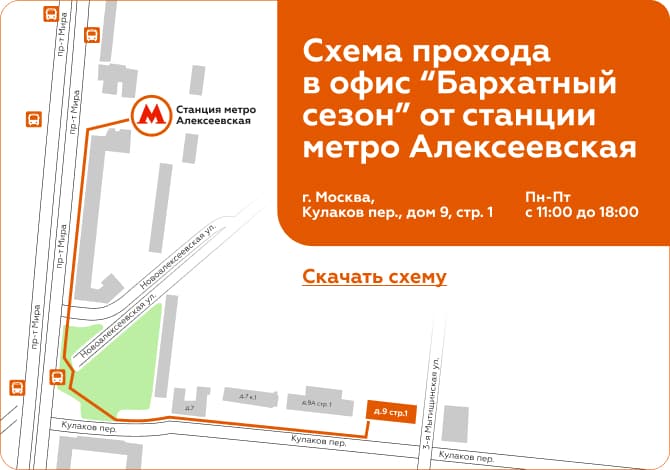 Схема прохода
в офис “Бархатный
сезон” от станции
метро Алексеевская
г. Москва,
Кулаков пер., дом 9, стр. 1
Пн-Пт
с 11:00 до 18:00
Скачать схему
М
Станция метро
Алексеевская
пр-т Мира
пр-т Мира
пр-т Мира
пр-т Мира
пр-т Мира
Новоалексеевская ул.
Новоалексеевская ул.
д.7
д.7 к.1
д.9А стр. 1
д.9 стр.1
3-я Мытищинская ул.
Кулаков пер.
Кулаков пер.